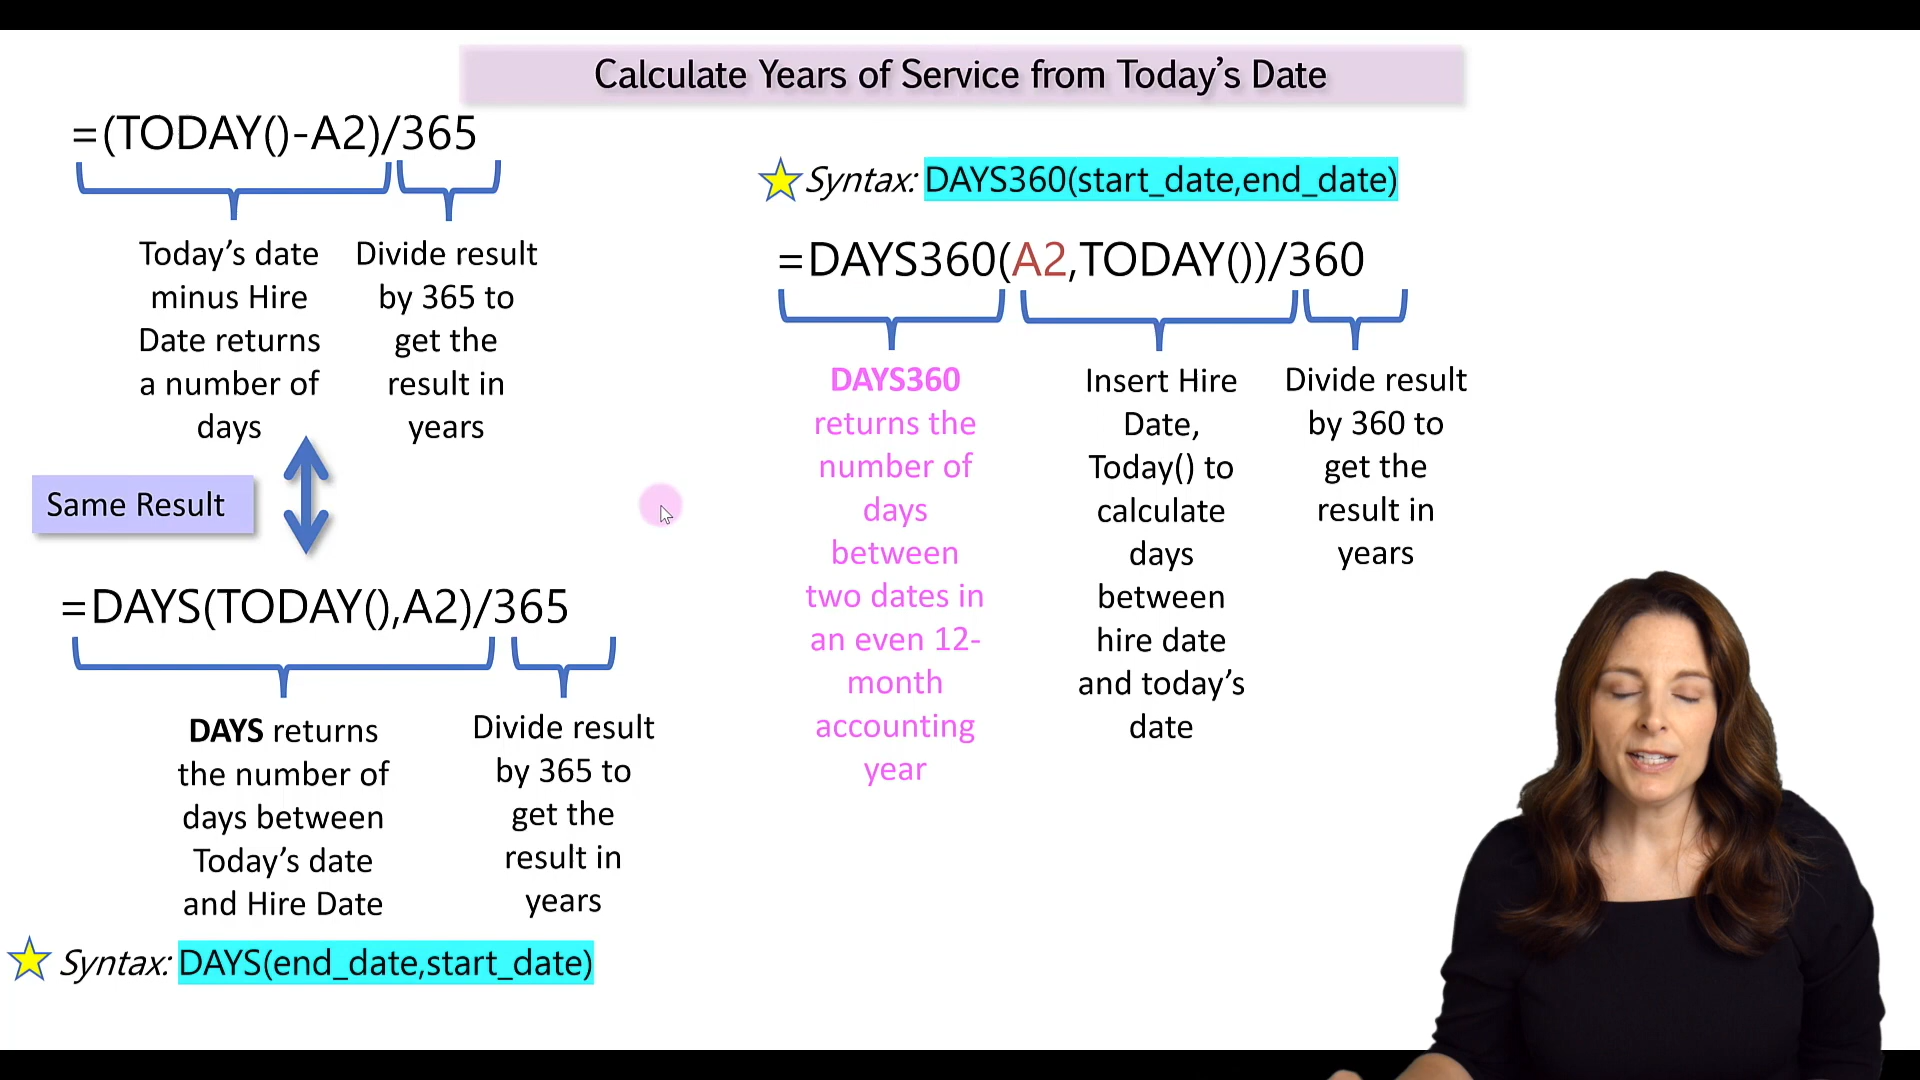 Calculate Years of Service from Today’s Date
=(TODAY()-A2)/365
Today’s date
minus Hire
Date returns
a number of
days
Divide result
by 365 to
get the
result in
years
Same Result
=DAYS(TODAY(),A2)/365
DAYS returns
the number of
days between
Today’s date
and Hire Date
Divide result
by 365 to
get the
result in
years
Syntax: DAYS(end_date,start_date)
Syntax: DAYS360(start_date,end_date)
=DAYS360(A2,TODAY())/360
DAYS360
returns the
number of
days
between
two dates in
an even 12-
month
accounting
year
Insert Hire
Date,
Today() to
calculate
days
between
hire date
and today’s
date
Divide result
by 360 to
get the
result in
years